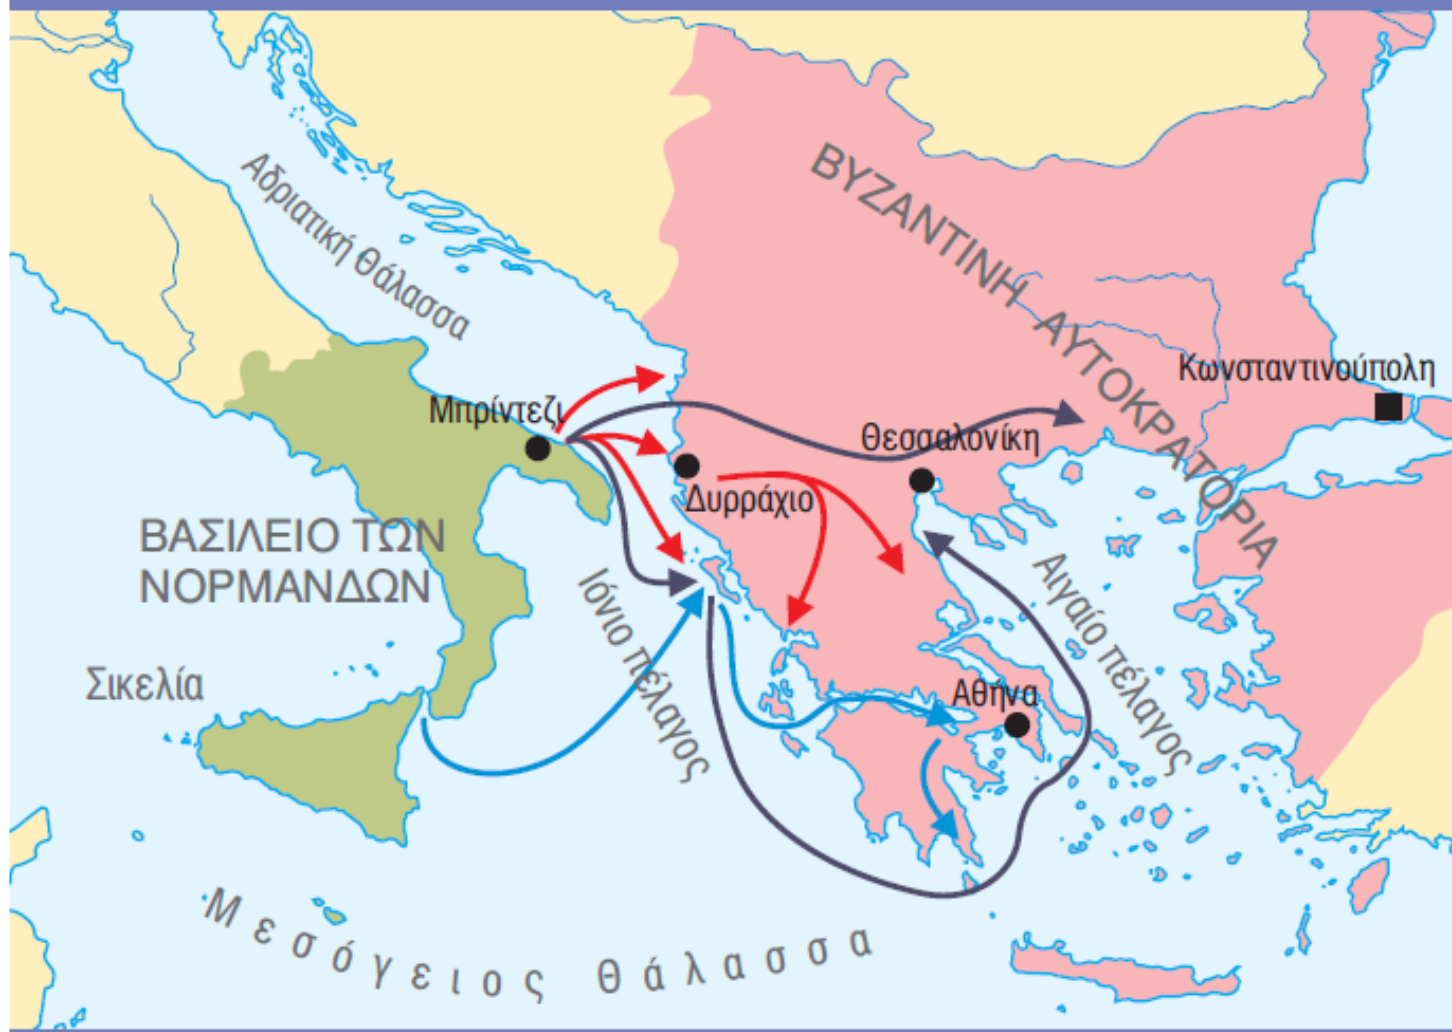 Αδριατική θάλασσα
ΒΥΖΑΝΤΙΝΗ ΑΥΤΟΚΡΑΤΟΡΙΑ
Κωνσταντινούπολη
Μπρίντεζι
Θεσσαλονίκη
Δυρράχιο
ΒΑΣΙΛΕΙΟ ΤΩΝ
ΝΟΡΜΑΝΔΩΝ
Ιόνιο πέλαγος
Αιγαίο πέλαγος
Σικελία
Αθήνα
Μεσόγειος θάλασσα